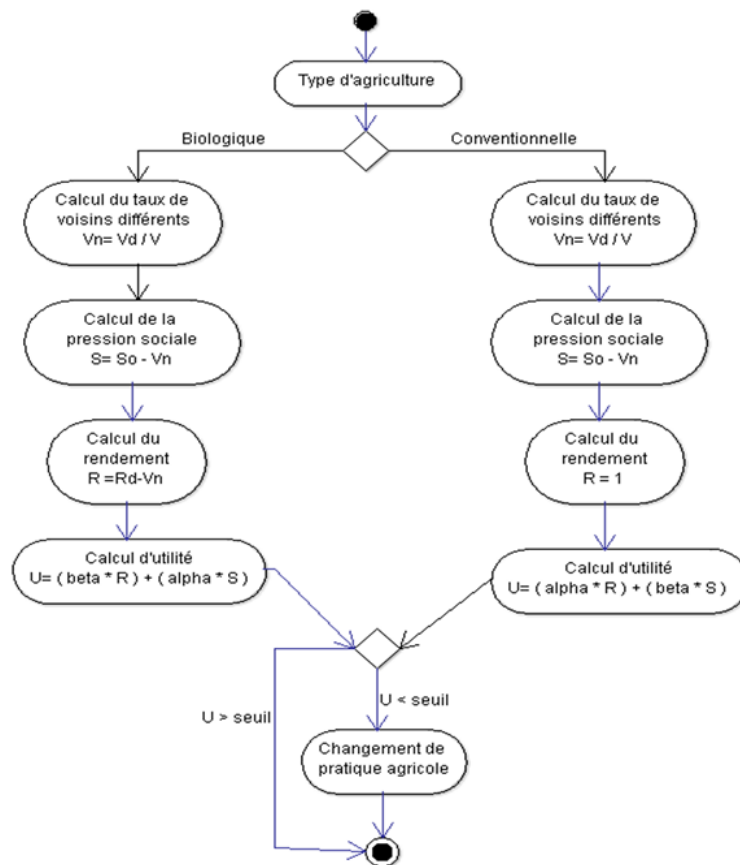 Type d'agriculture
Biologique
Conventionnelle
Calcul du taux de
voisins différents
Vn= Vd / V
Calcul du taux de
voisins différents
Vn= Vd / V
Calcul de la
pression sociale
S= So - Vn
Calcul de la
pression sociale
S= So - Vn
Calcul du
rendement
R =Rd-Vn
Calcul du
rendement
R = 1
Calcul d'utilité
U= ( beta * R ) + ( alpha * S )
Calcul d'utilité
U= ( alpha * R ) + ( beta * S )
U > seuil
U < seuil
Changement de
pratique agricole